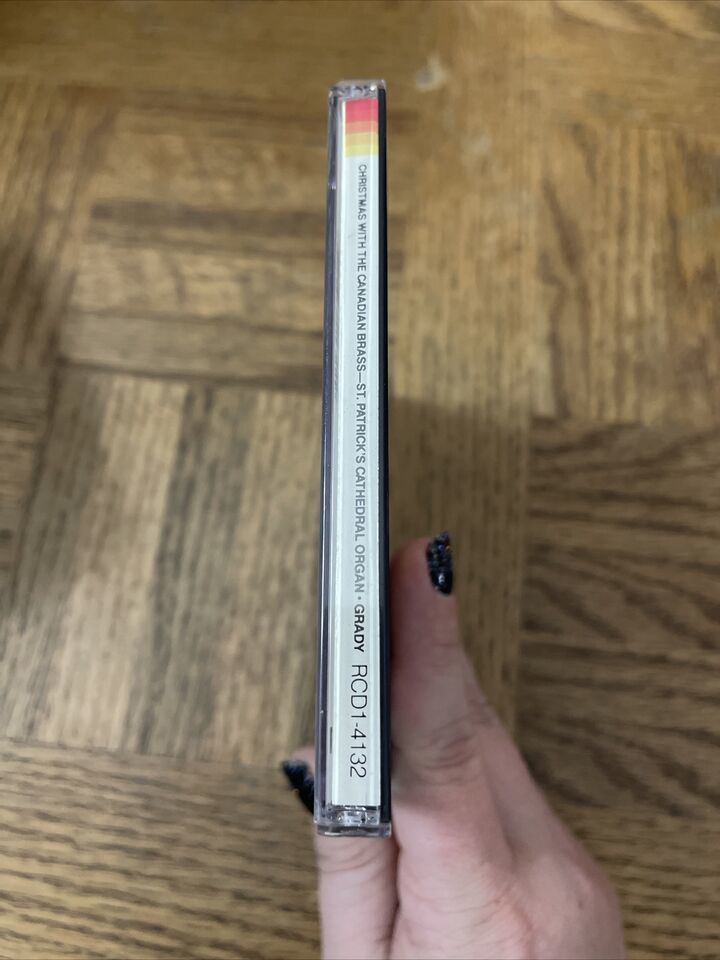 CHRISTMAS WITH THE CANADIAN BRASS—ST. PATRICK'S CATHEDRAL ORGAN • GRADY RCD1-4132